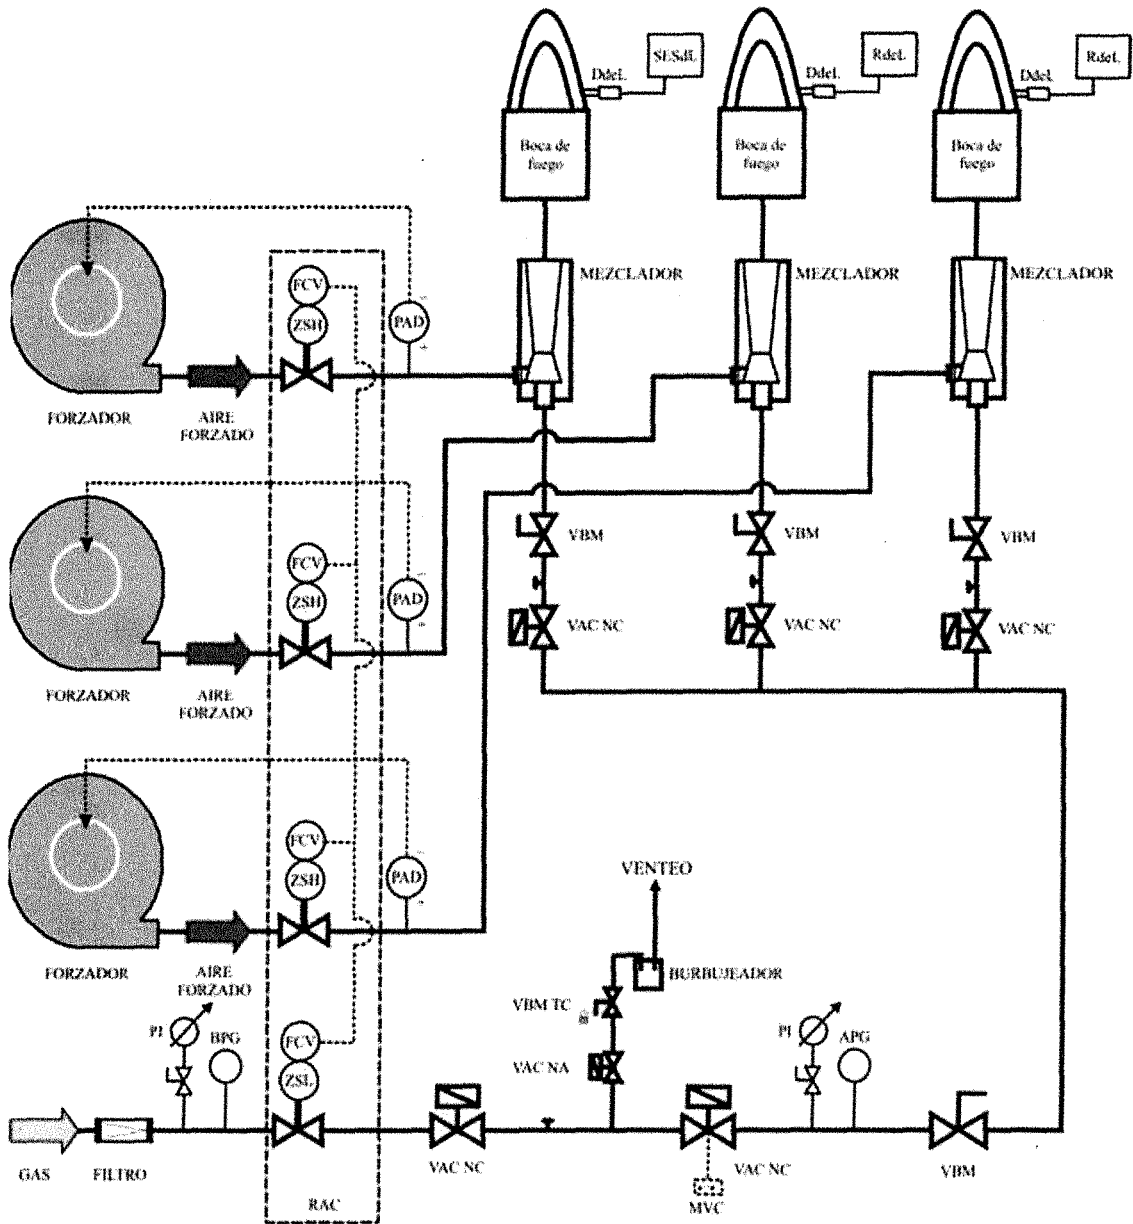 SESdL
RdeL
RdeL
DdeL
DdeL
DdeL
Boca de
fuego
Boca de
fuego
Boca de
fuego
MEZCLADOR
MEZCLADOR
MEZCLADOR
FCV
ZSH
PAD
FORZADOR
AIRE
FORZADO
VBM
VBM
VBM
FCV
ZSH
PAD
VAC NC
VAC NC
VAC NC
FORZADOR
AIRE
FORZADO
FCV
ZSH
PAD
VENTEO
FORZADOR
AIRE
FORZADO
BURBUJEADOR
VBM TC
PI
BPG
FCV
ZSL
VAC NA
PI
APG
GAS
FILTRO
VAC NC
VAC NC
VBM
RAC
MVC